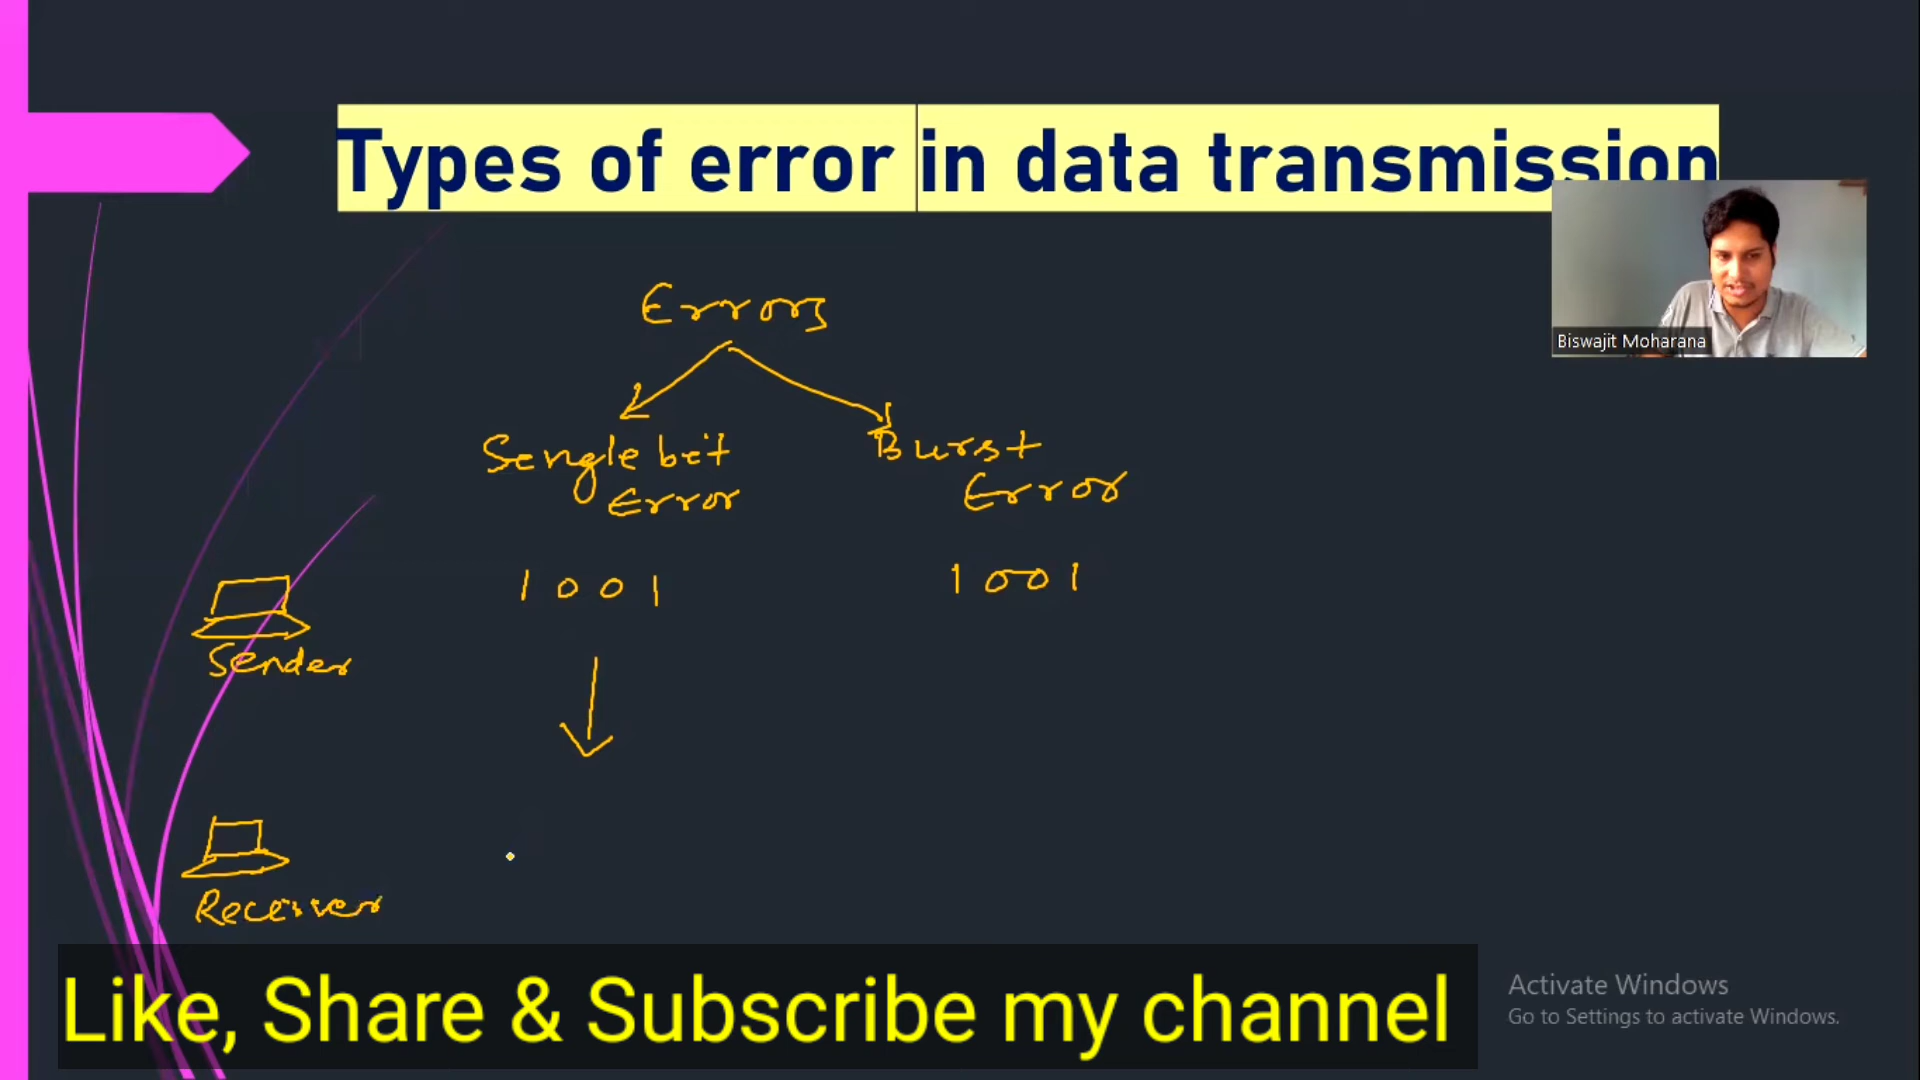 Types of error in data transmission
Biswajit Moharana
Errors
Sengle bit
Error
Burst
Error
1 0 0 1
1 0 0 1
Sender
Receiver
Like, Share & Subscribe my channel
Activate Windows
Go to Settings to activate Windows.